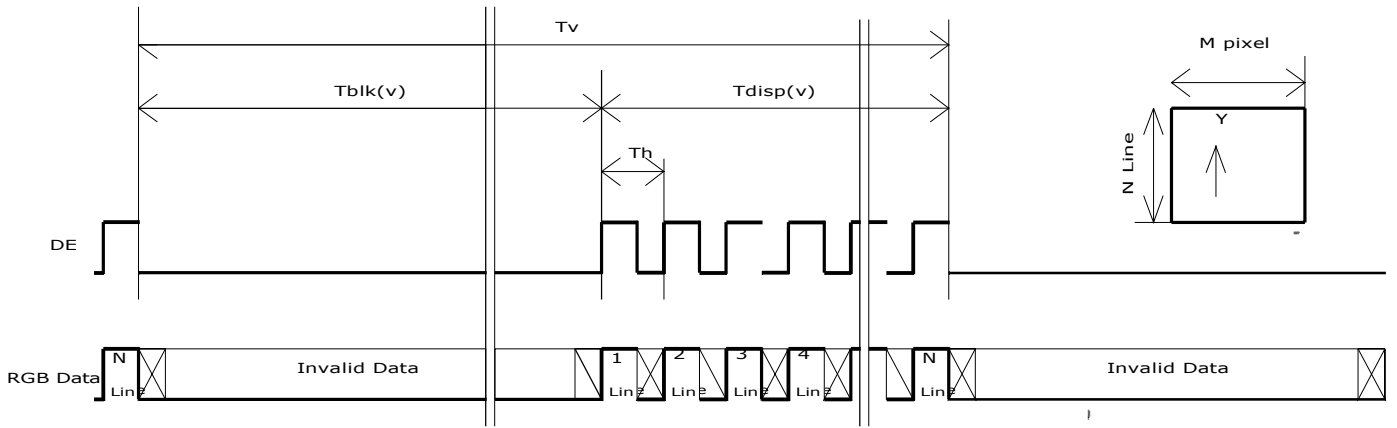 Tv
M pixel
Tblk(v)
Tdisp(v)
Y
N Line
Th
DE
RGB Data
N
Line
Invalid Data
1
Line
2
Line
3
Line
4
Line
N
Line
Invalid Data